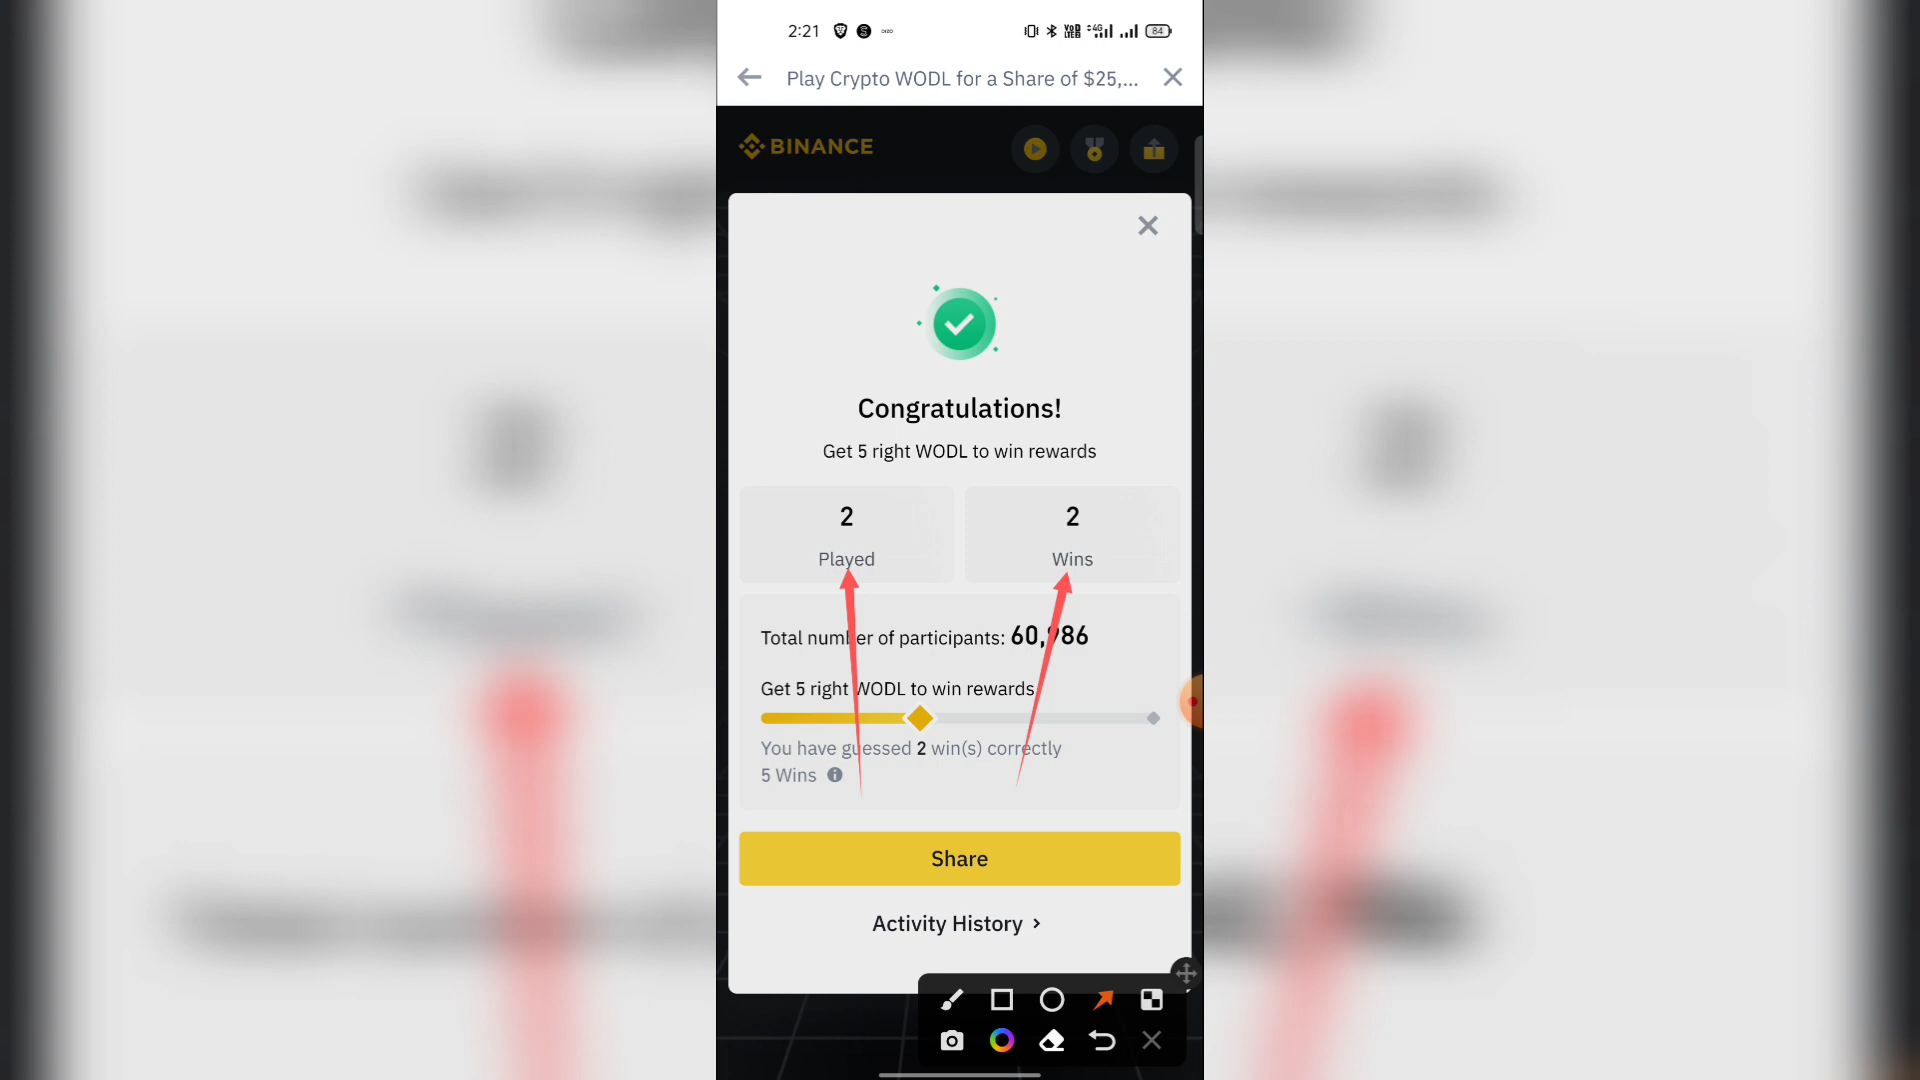 2:21
84
Play Crypto WODL for a Share of $25,...
BINANCE
Congratulations!
Get 5 right WODL to win rewards
2 2
Played Wins
Total number of participants: 60,986
Get 5 right WODL to win rewards
You have guessed 2 win(s) correctly
5 Wins
Share
Activity History